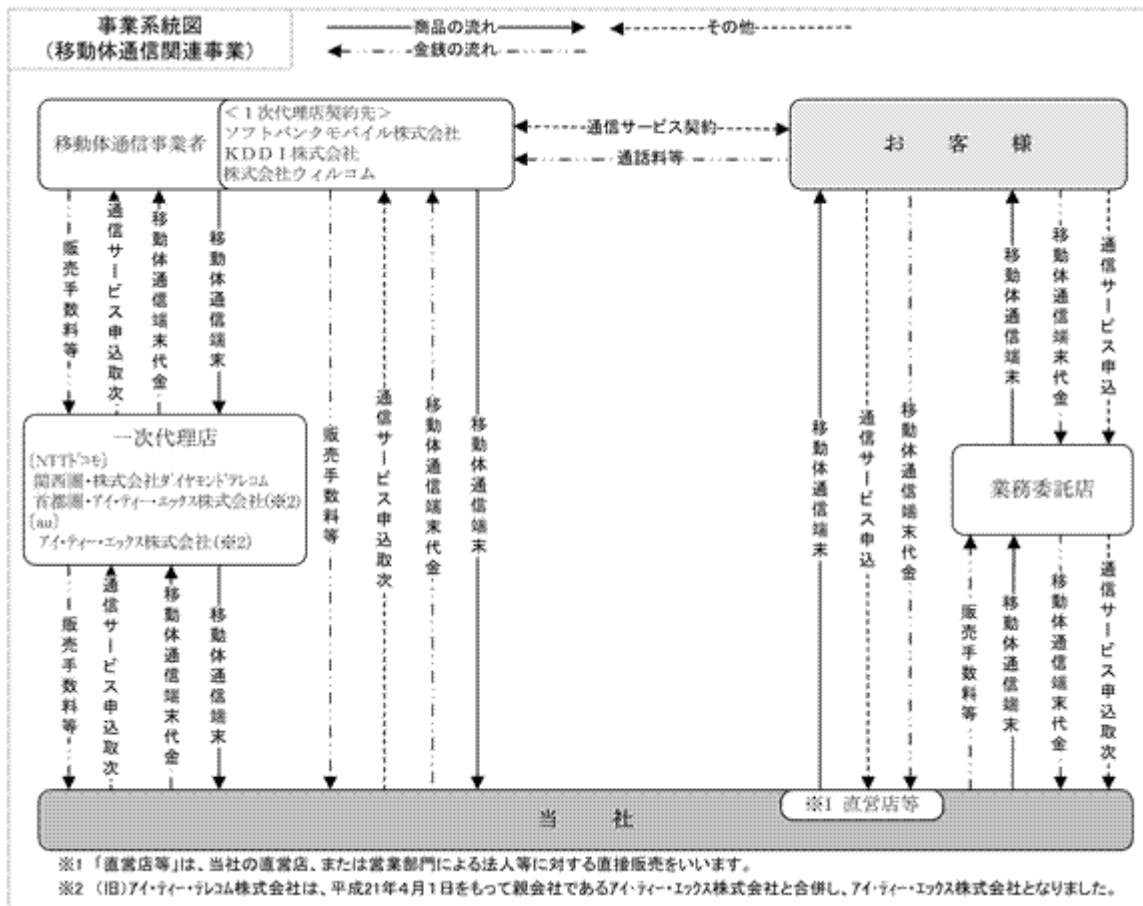 事業系統図
(移動体通信関連事業)
商品の流れ
その他
金銭の流れ
移動体通信事業者
<1次代理店契約先>
ソフトバンクモバイル株式会社
KDDI株式会社
株式会社ウィルコム
通信サービス契約
通話料等
お客様
販売手数料等
通信サービス申込取次
移動体通信端末代金
移動体通信端末
一次代理店
(NTTドコモ)
関西圏・株式会社ダイヤモンドテレコム
首都圏・アイ・ティー・エックス株式会社(※2)
(au)
アイ・ティー・エックス株式会社(※2)
販売手数料等
通信サービス申込取次
移動体通信端末代金
移動体通信端末
販売手数料等
通信サービス申込取次
移動体通信端末代金
移動体通信端末
移動体通信端末
通信サービス申込
移動体通信端末代金
移動体通信端末
移動体通信端末代金
通信サービス申込
業務委託店
販売手数料等
移動体通信端末
移動体通信端末代金
通信サービス申込取次
※1 直営店等
当社
※1 「直営店等」は、当社の直営店、または営業部門による法人等に対する直接販売をいいます。
※2 (旧)アイ・ティー・テレコム株式会社は、平成21年4月1日をもって親会社であるアイ・ティー・エックス株式会社と合併し、アイ・ティー・エックス株式会社となりました。